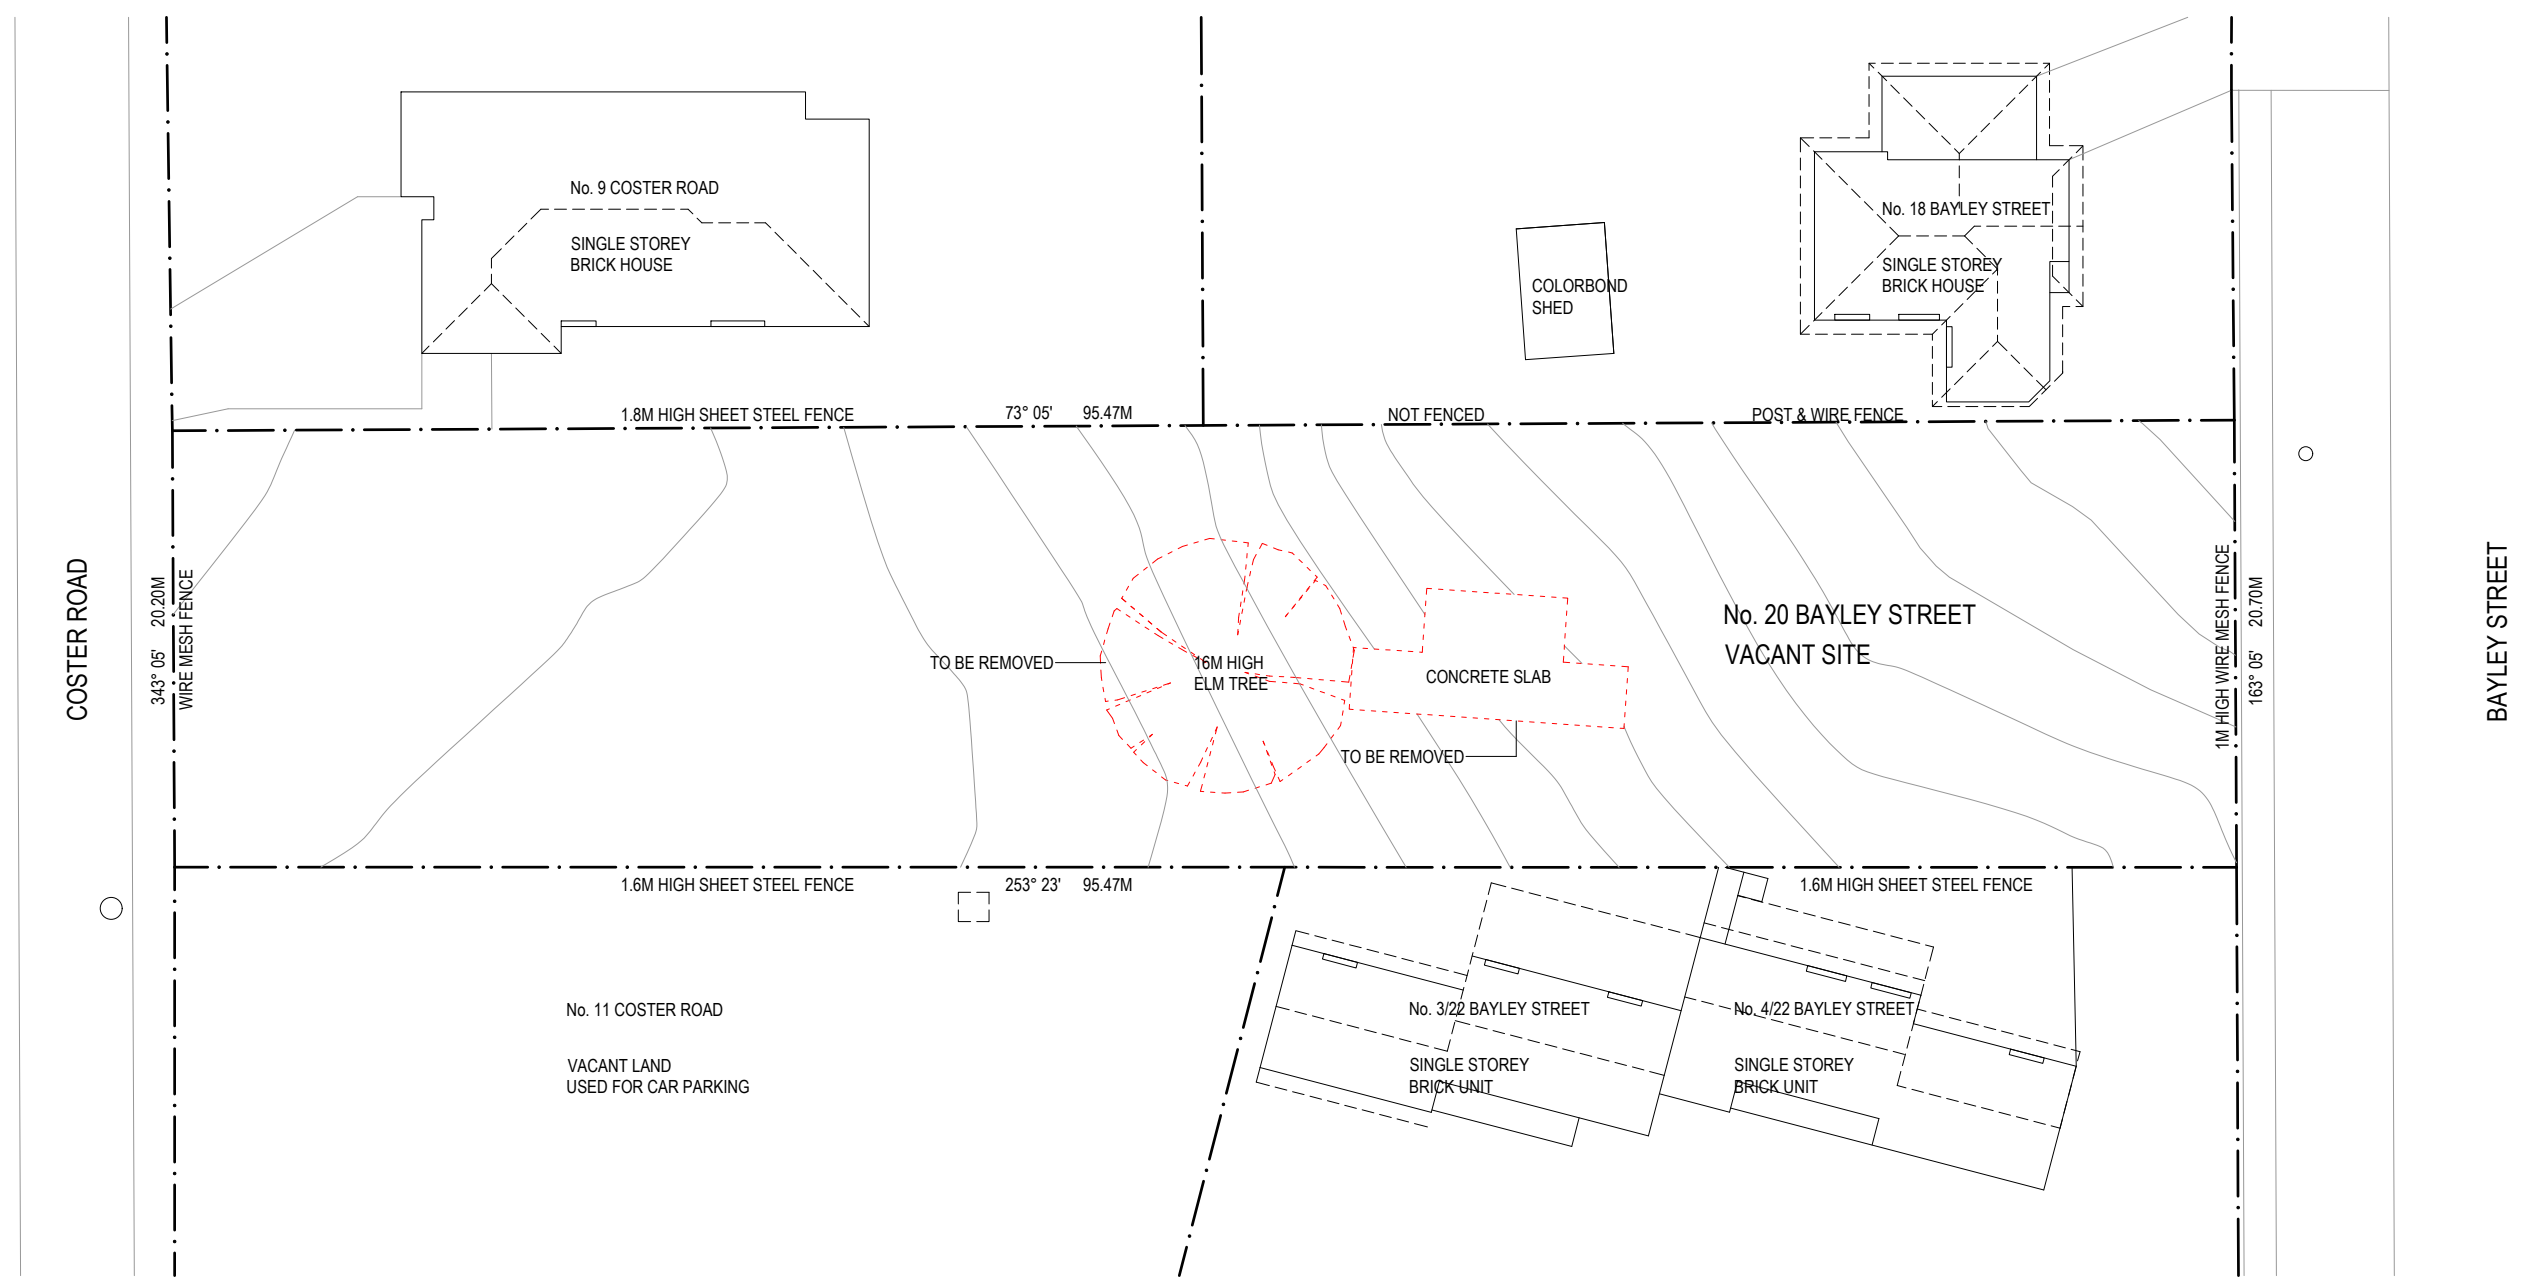 No. 9 COSTER ROAD
SINGLE STOREY
BRICK HOUSE
No. 18 BAYLEY STREET
SINGLE STOREY
BRICK HOUSE
COLORBOND
SHED
1.8M HIGH SHEET STEEL FENCE
73° 05' 95.47M
NOT FENCED
POST & WIRE FENCE
COSTER ROAD
343° 05' 20.20M
WIRE MESH FENCE
TO BE REMOVED
16M HIGH
ELM TREE
CONCRETE SLAB
TO BE REMOVED
No. 20 BAYLEY STREET
VACANT SITE
1M HIGH WIRE MESH FENCE
163° 05' 20.70M
BAYLEY STREET
1.6M HIGH SHEET STEEL FENCE
253° 23' 95.47M
1.6M HIGH SHEET STEEL FENCE
No. 11 COSTER ROAD
VACANT LAND
USED FOR CAR PARKING
No. 3/22 BAYLEY STREET
SINGLE STOREY
BRICK UNIT
No. 4/22 BAYLEY STREET
SINGLE STOREY
BRICK UNIT